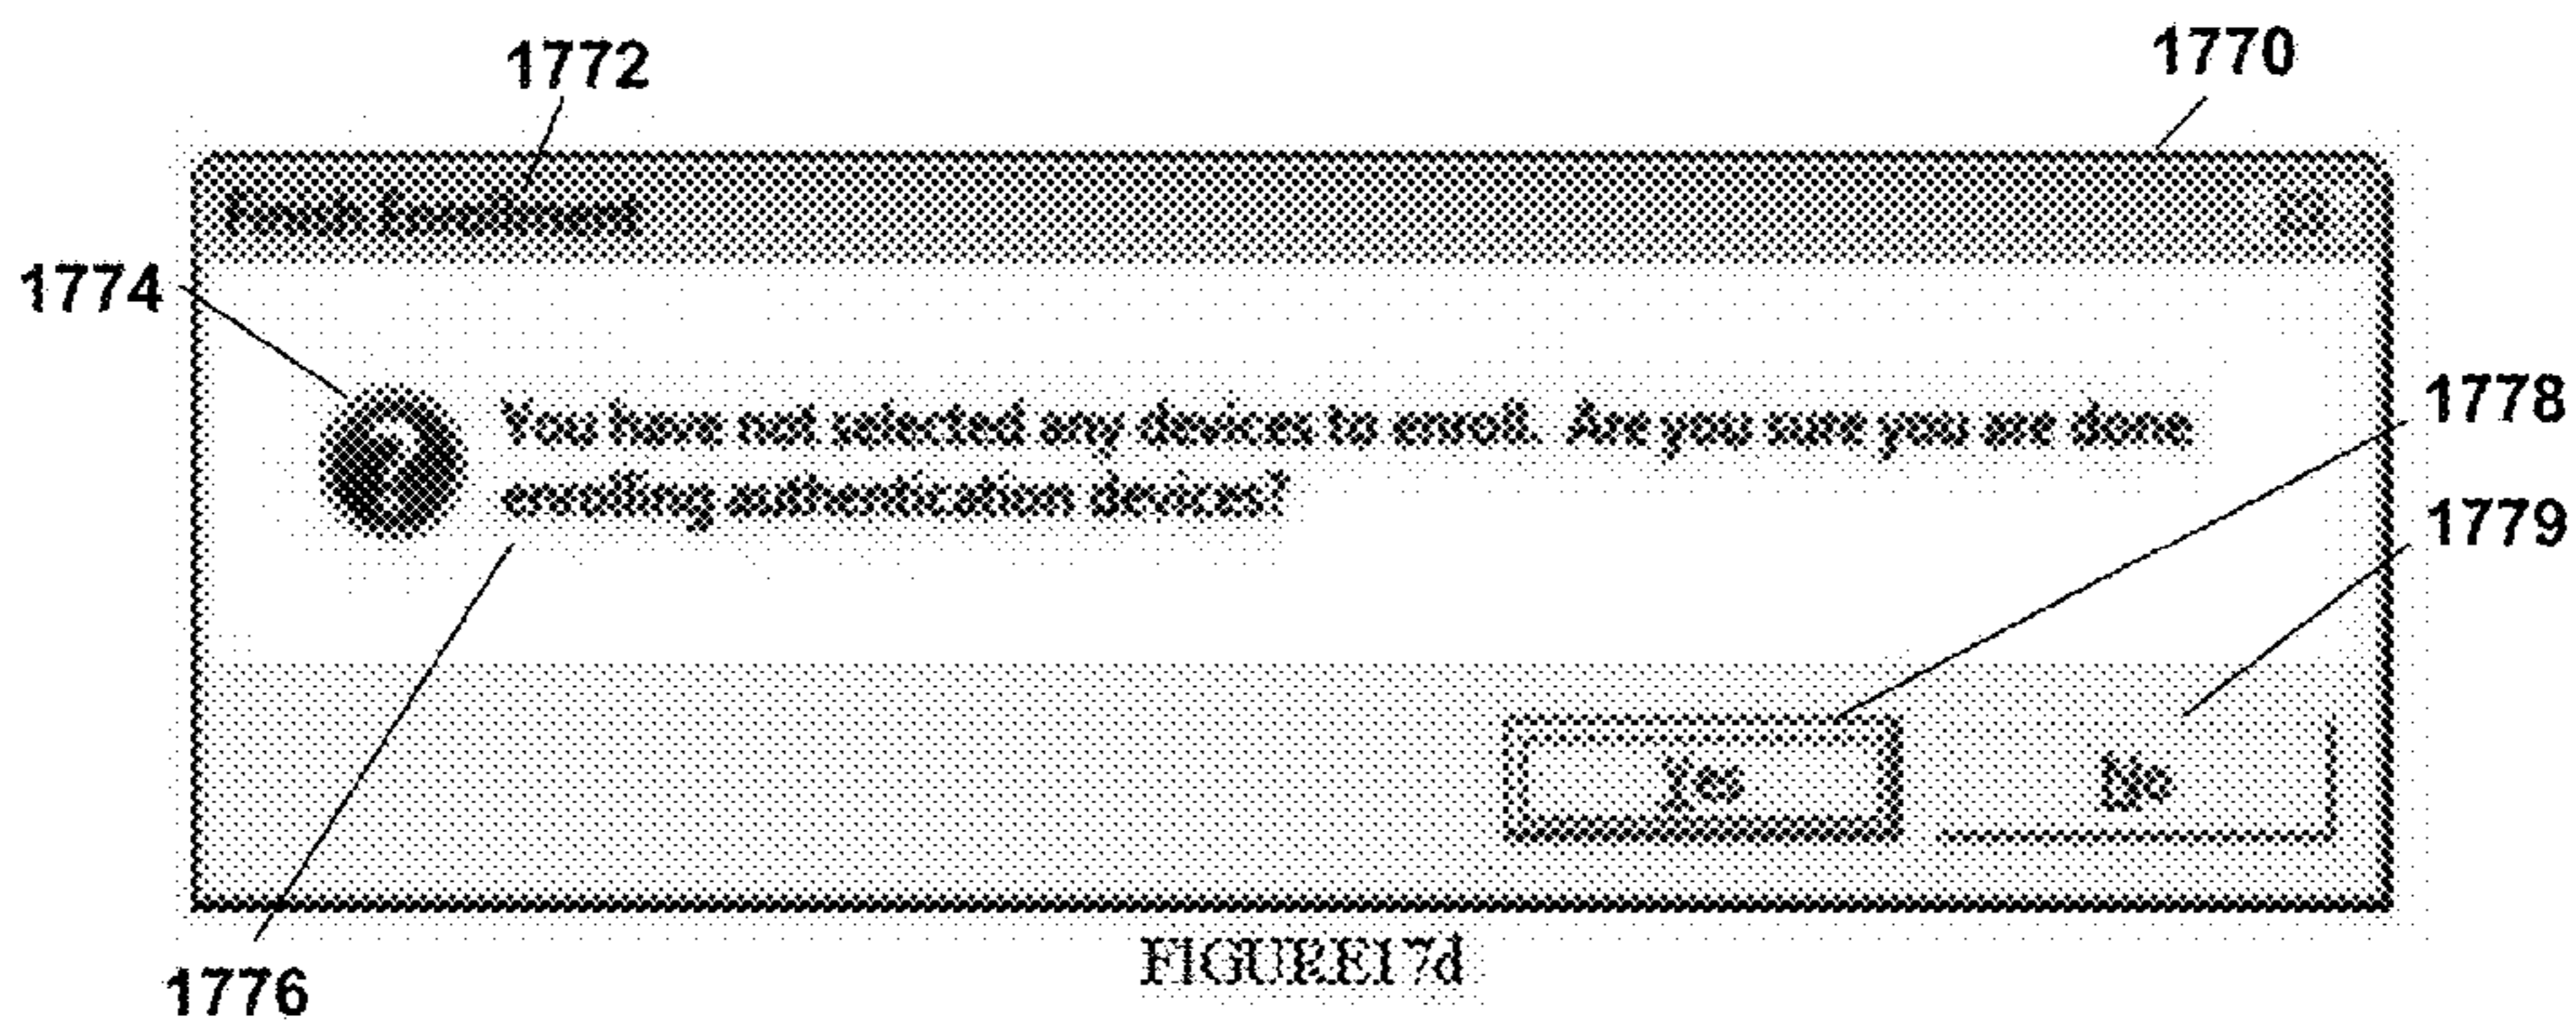 1772
1770
Finish Enrollment
1774
?
You have not selected any devices to enroll. Are you sure you are done
enrolling authentication devices?
1778
1779
Yes
No
FIGURE17d
1776